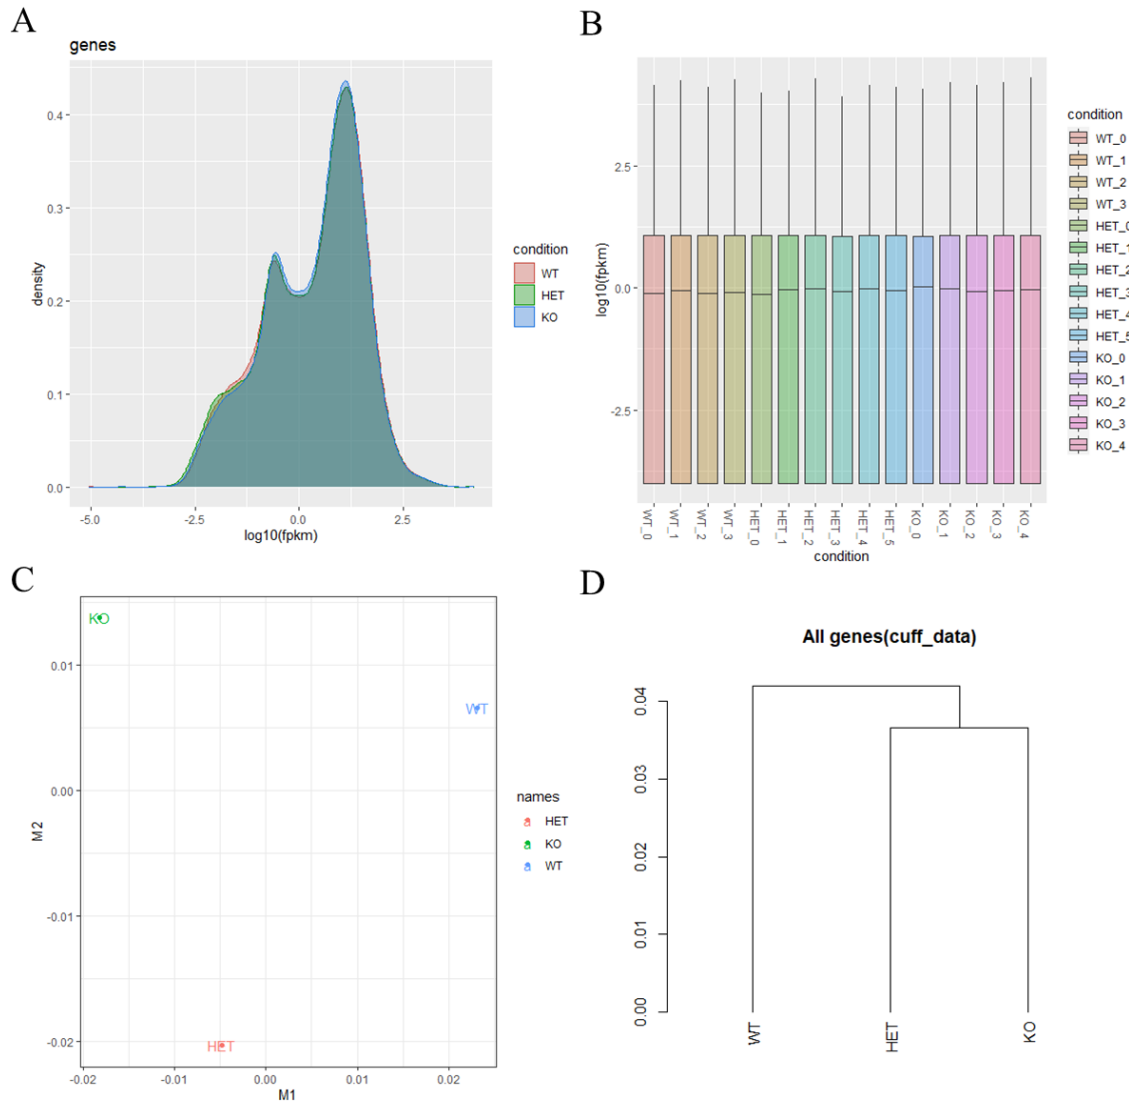 A
genes
0.4
0.3
0.2
0.1
0.0
density
-5.0
-2.5
0.0
2.5
log10(fpkm)
condition
WT
HET
KO
B
2.5
0.0
-2.5
log10(fpkm)
WT_0
WT_1
WT_2
WT_3
HET_0
HET_1
HET_2
HET_3
HET_4
HET_5
KO_0
KO_1
KO_2
KO_3
KO_4
condition
condition
WT_0
WT_1
WT_2
WT_3
HET_0
HET_1
HET_2
HET_3
HET_4
HET_5
KO_0
KO_1
KO_2
KO_3
KO_4
C
KO
WT
HET
0.01
0.00
-0.01
-0.02
M2
-0.02
-0.01
0.00
0.01
0.02
M1
names
HET
KO
WT
D
All genes(cuff_data)
0.04
0.03
0.02
0.01
0.00
WT
HET
KO